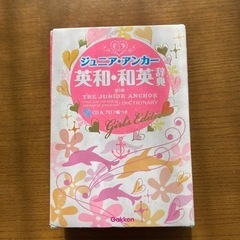 ジュニア・アンカー
英和・和英辞典
THE JUNIOR ANCHOR
DICTIONARY
Girl's Edition
Gakken